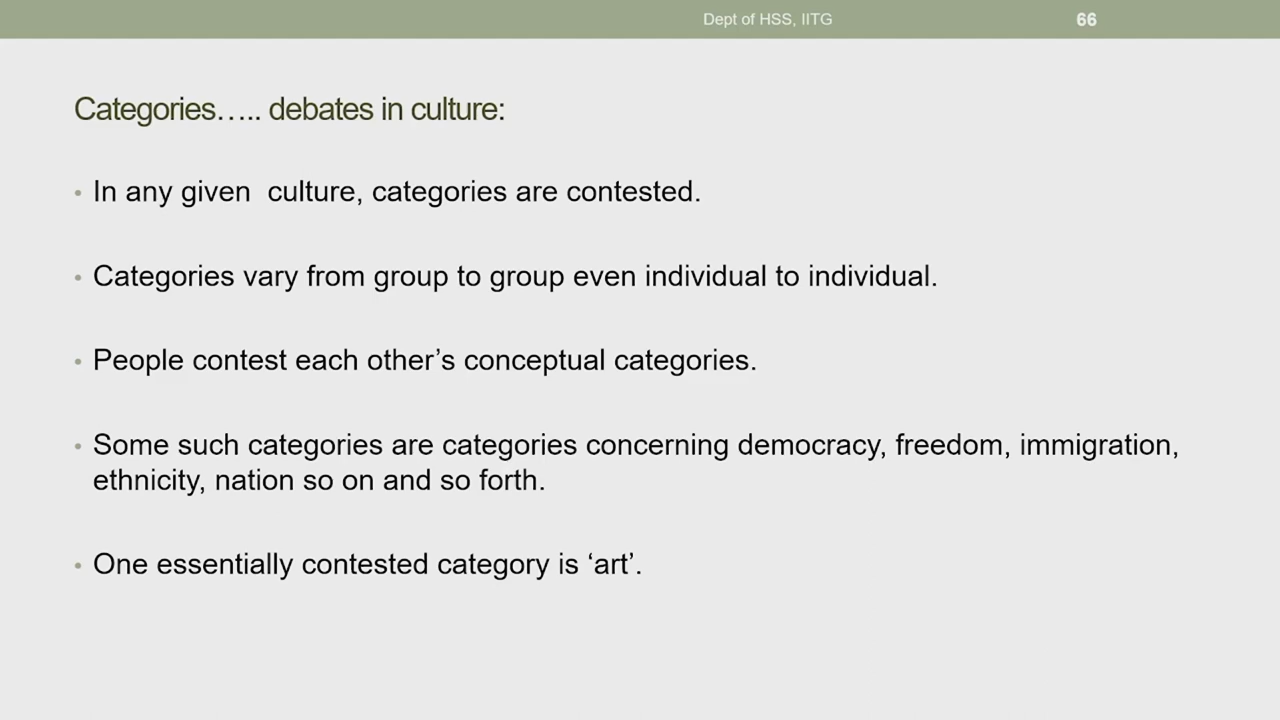 Dept of HSS, IITG 66
Categories….. debates in culture:
• In any given  culture, categories are contested.
• Categories vary from group to group even individual to individual.
• People contest each other’s conceptual categories.
• Some such categories are categories concerning democracy, freedom, immigration,
ethnicity, nation so on and so forth.
• One essentially contested category is ‘art’.